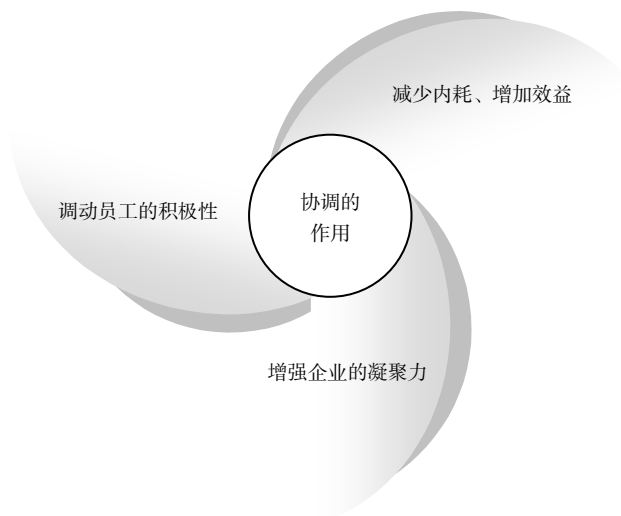 减少内耗、增加效益
调动员工的积极性
协调的
作用
增强企业的凝聚力